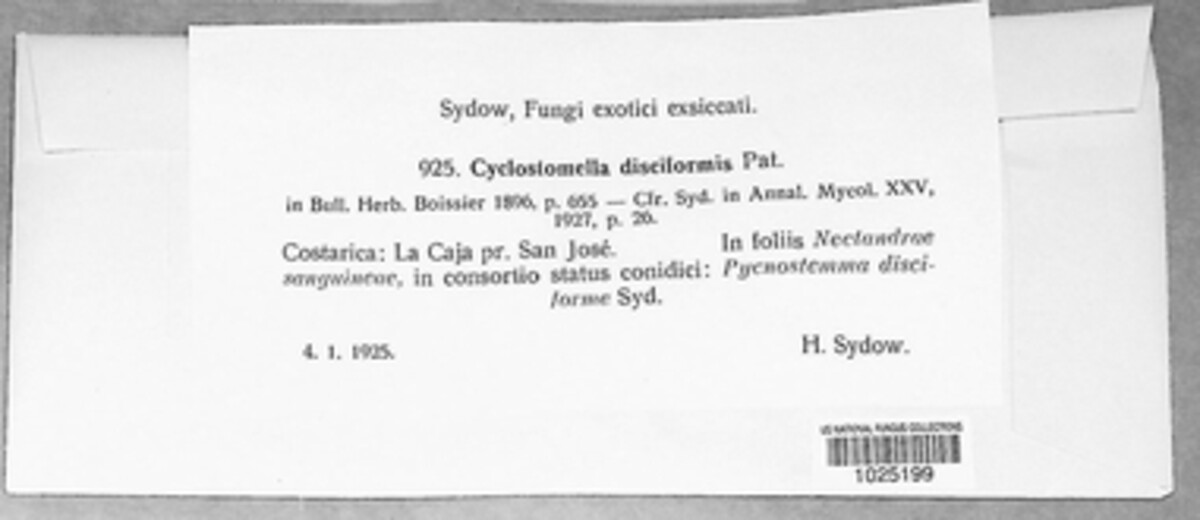 Sydow, Fungi exotici exsiccati.
925. Cyclostomella disciformis Pat.
in Bull. Herb. Boissier 1896, p. 655 — Cfr. Syd. in Annal. Mycol. XXV,
1927, p. 26.
Costarica: La Caja pr. San José. In foliis Nectandrae
sanguineae, in consortio status conidici: Pycnostemma disci-
forme Syd.
4. 1. 1925. H. Sydow.
US NATIONAL FUNGUS COLLECTIONS
1025199